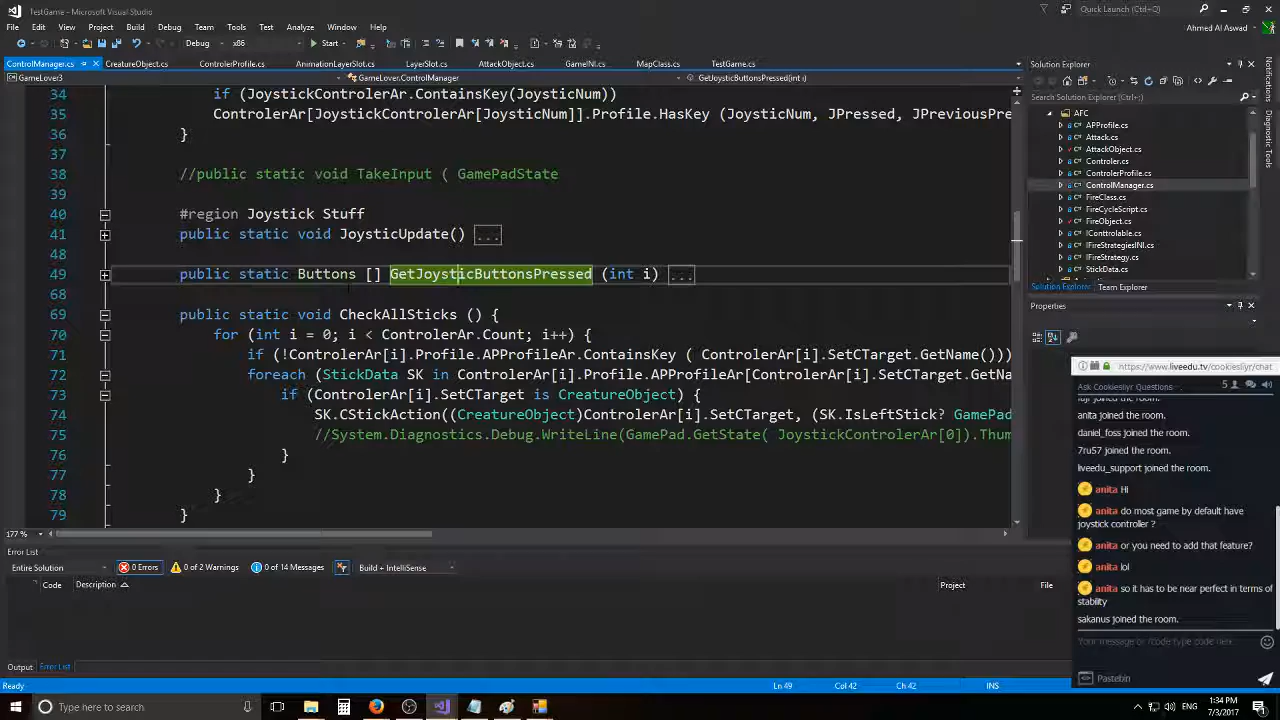 TestGame - Microsoft Visual Studio
Quick Launch (Ctrl+Q)
File Edit View Project Build Debug Team Tools Test Analyze Window Help
Ahmed Al Aswad
Debug x86 Start
ControlManager.cs CreatureObject.cs ControlerProfile.cs AnimationLayerSlot.cs LayerSlot.cs AttackObject.cs GameINI.cs MapClass.cs TestGame.cs
GameLover3 GameLover.ControlManager GetJoysticButtonsPressed(int i)
34 if (JoystickControlerAr.ContainsKey(JoysticNum))
35 ControlerAr[JoystickControlerAr[JoysticNum]].Profile.HasKey (JoysticNum, JPressed, JPreviousPre
36 }
37
38 //public static void TakeInput ( GamePadState
39
40 #region Joystick Stuff
41 public static void JoysticUpdate() ...
48
49 public static Buttons [] GetJoysticButtonsPressed (int i) ...
68
69 public static void CheckAllSticks () {
70 for (int i = 0; i < ControlerAr.Count; i++) {
71 if (!ControlerAr[i].Profile.APProfileAr.ContainsKey ( ControlerAr[i].SetCTarget.GetName()))
72 foreach (StickData SK in ControlerAr[i].Profile.APProfileAr[ControlerAr[i].SetCTarget.GetNa
73 if (ControlerAr[i].SetCTarget is CreatureObject) {
74 SK.CStickAction((CreatureObject)ControlerAr[i].SetCTarget, (SK.IsLeftStick? GamePad
75 //System.Diagnostics.Debug.WriteLine(GamePad.GetState( JoystickControlerAr[0]).Thum
76 }
77 }
78 }
79 }
177 %
Error List
Entire Solution 0 Errors 0 of 2 Warnings 0 of 14 Messages Build + IntelliSense
Code Description Project File
Output Error List
Ready Ln 49 Col 42 Ch 42 INS
Solution Explorer
Search Solution Explorer (Ctrl+;)
AFC
APProfile.cs
Attack.cs
AttackObject.cs
Controler.cs
ControlerProfile.cs
ControlManager.cs
FireClass.cs
FireCycleScript.cs
FireObject.cs
IControllable.cs
IFireStrategiesINI.cs
IFireStrategy.cs
StickData.cs
Solution Explorer Team Explorer
Properties
Notifications
Diagnostic Tools
https://www.liveedu.tv/cookiesliyr/chat
Ask Cookiesliyr Questions 5
joined the room.
anita joined the room.
daniel_foss joined the room.
7ru57 joined the room.
liveedu_support joined the room.
anita Hi
anita do most game by default have
joystick controller ?
anita or you need to add that feature?
anita lol
anita so it has to be near perfect in terms of
stability
sakanus joined the room.
Your message or /code type code here
Pastebin
Type here to search
1:34 PM
7/3/2017